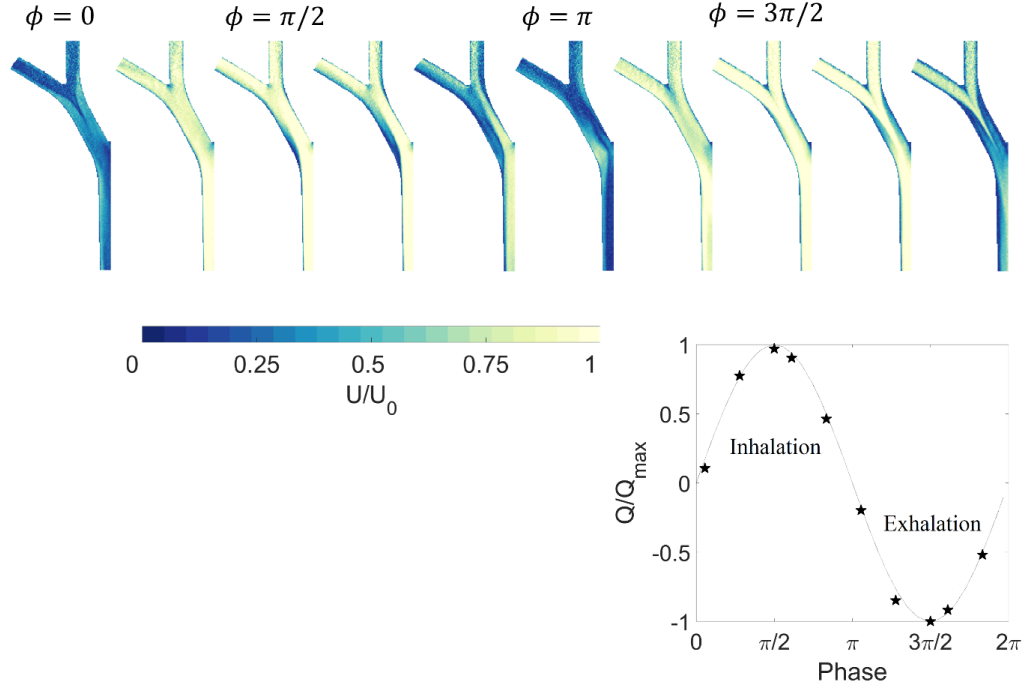 ϕ = 0
ϕ = π/2
ϕ = π
ϕ = 3π/2
0 0.25 0.5 0.75 1
U/U₀
1
0.5
0
-0.5
-1
Q/Qmax
Inhalation
Exhalation
0 π/2 π 3π/2 2π
Phase